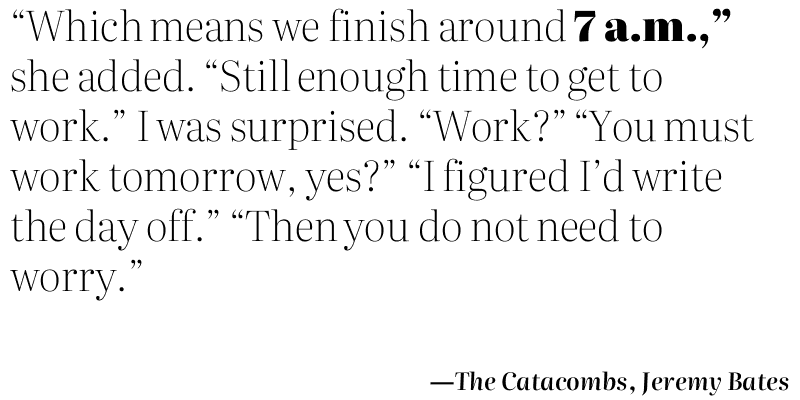 “Which means we finish around 7 a.m.,”
she added. “Still enough time to get to
work.” I was surprised. “Work?” “You must
work tomorrow, yes?” “I figured I’d write
the day off.” “Then you do not need to
worry.”
—The Catacombs, Jeremy Bates